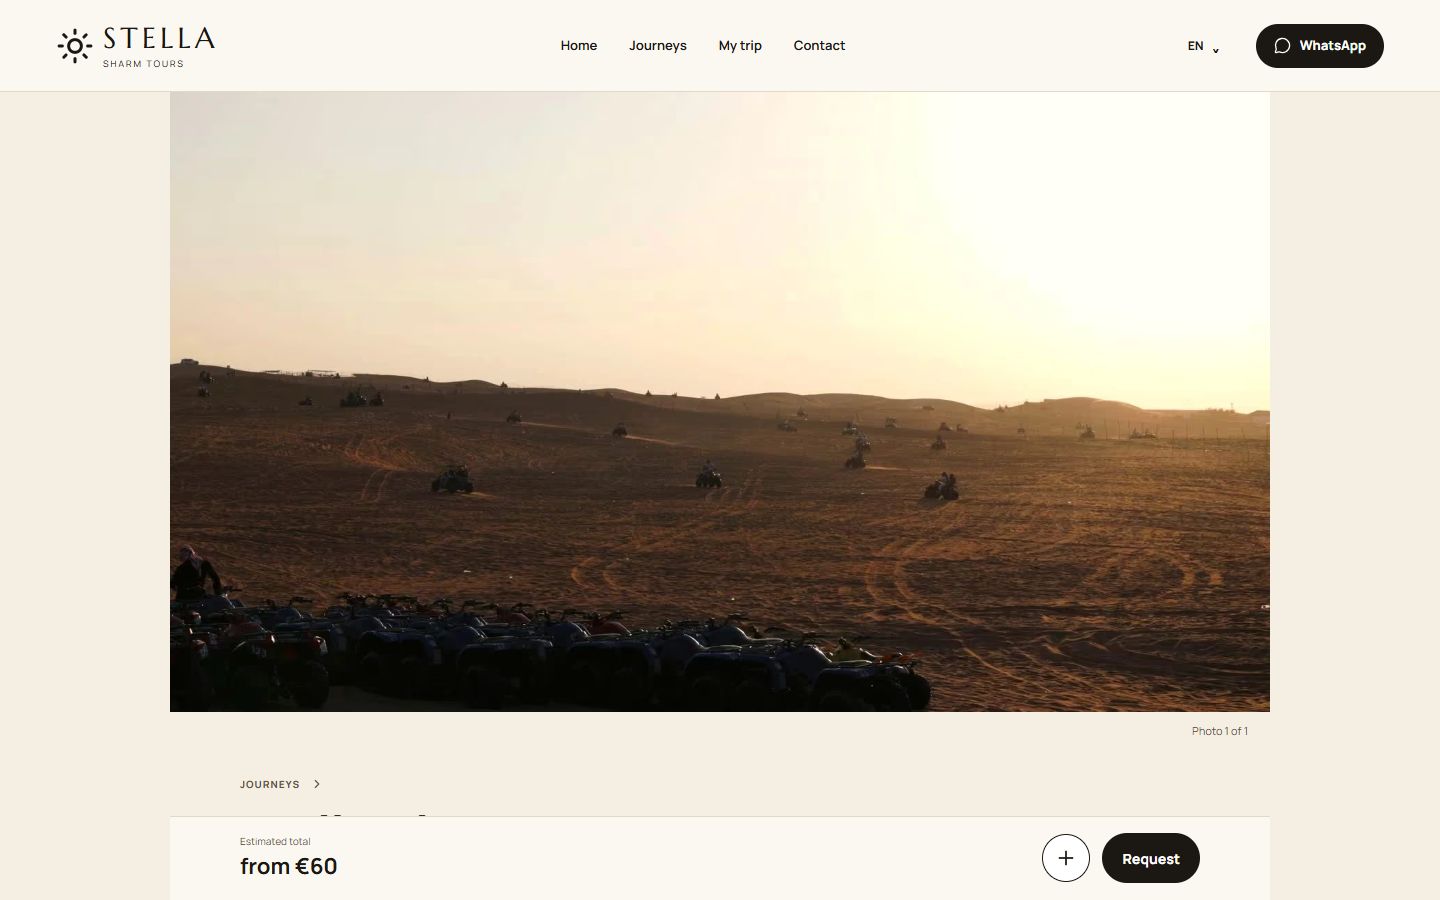 STELLA
SHARM TOURS
Home
Journeys
My trip
Contact
EN
WhatsApp
Photo 1 of 1
JOURNEYS
Estimated total
from €60
Request